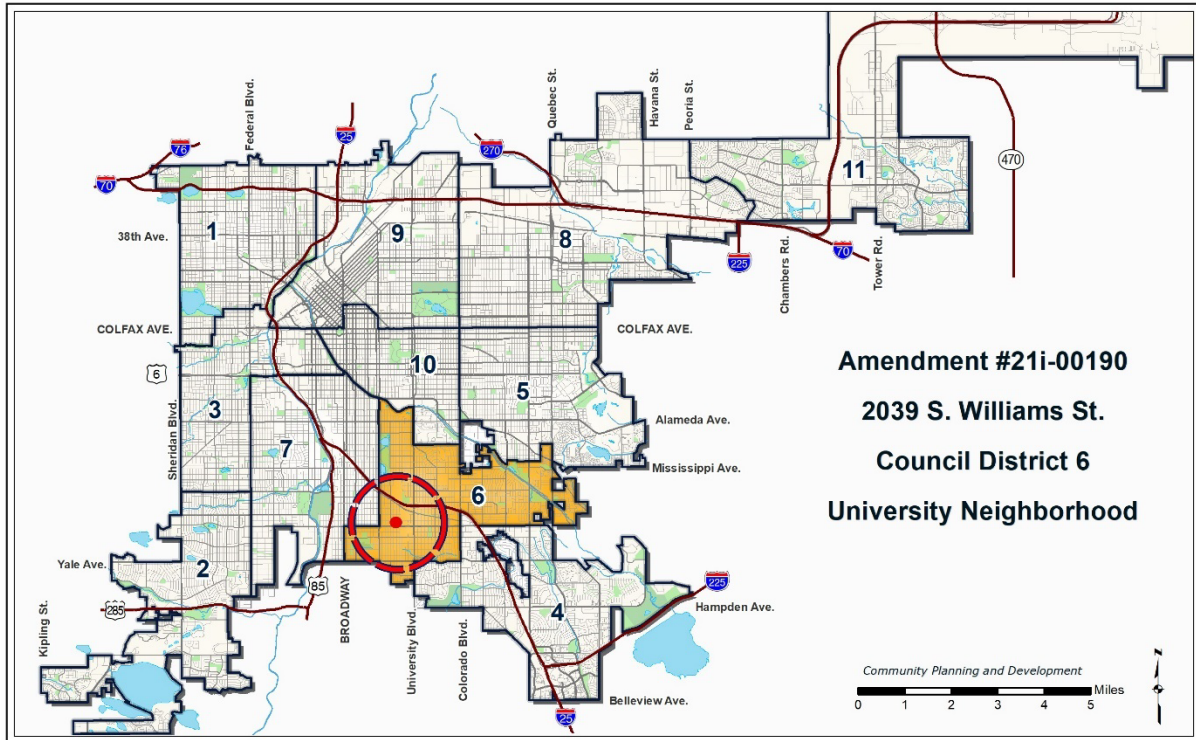 Federal Blvd.
Quebec St.
Havana St.
Peoria St.
76
25
270
70
470
11
1
9
8
38th Ave.
225
70
Chambers Rd.
Tower Rd.
COLFAX AVE.
COLFAX AVE.
6
10
5
3
Sheridan Blvd.
7
Alameda Ave.
Mississippi Ave.
6
Yale Ave.
2
85
BROADWAY
University Blvd.
Colorado Blvd.
4
225
Hampden Ave.
285
Kipling St.
Belleview Ave.
25
Amendment #21i-00190
2039 S. Williams St.
Council District 6
University Neighborhood
Community Planning and Development
Miles
0 1 2 3 4 5
N